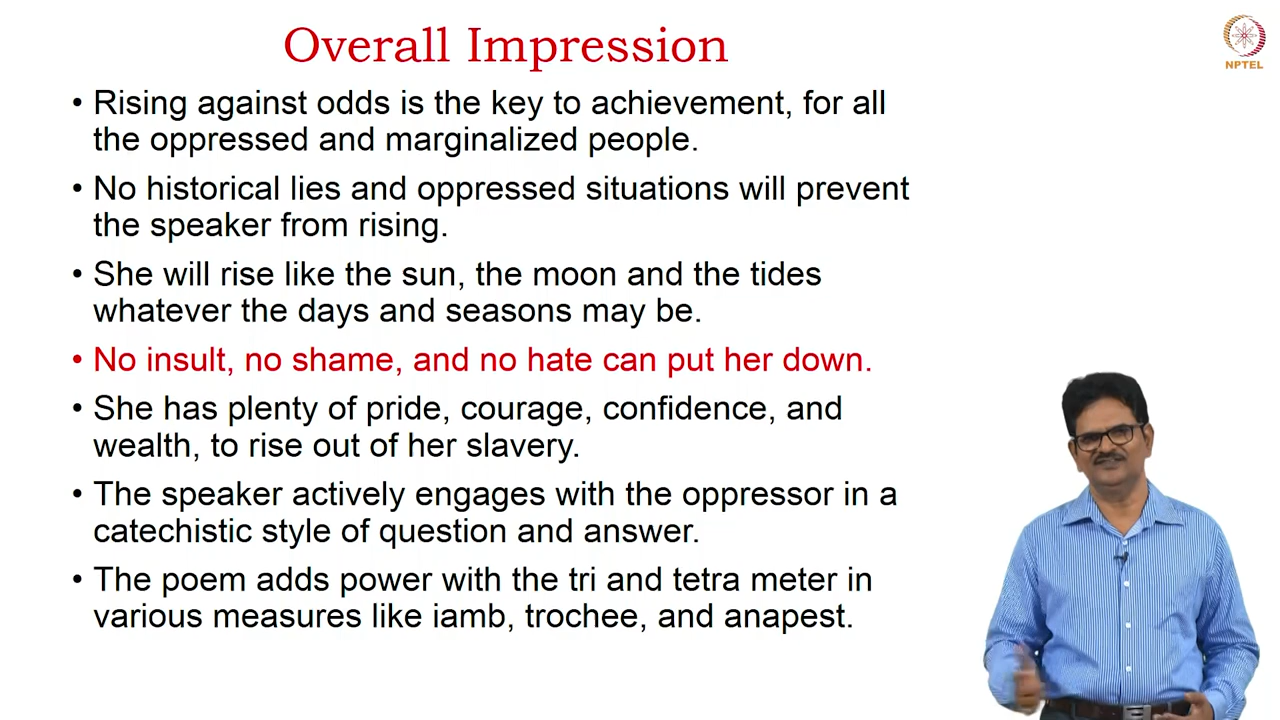 Overall Impression
NPTEL
• Rising against odds is the key to achievement, for all
the oppressed and marginalized people.
• No historical lies and oppressed situations will prevent
the speaker from rising.
• She will rise like the sun, the moon and the tides
whatever the days and seasons may be.
• No insult, no shame, and no hate can put her down.
• She has plenty of pride, courage, confidence, and
wealth, to rise out of her slavery.
• The speaker actively engages with the oppressor in a
catechistic style of question and answer.
• The poem adds power with the tri and tetra meter in
various measures like iamb, trochee, and anapest.